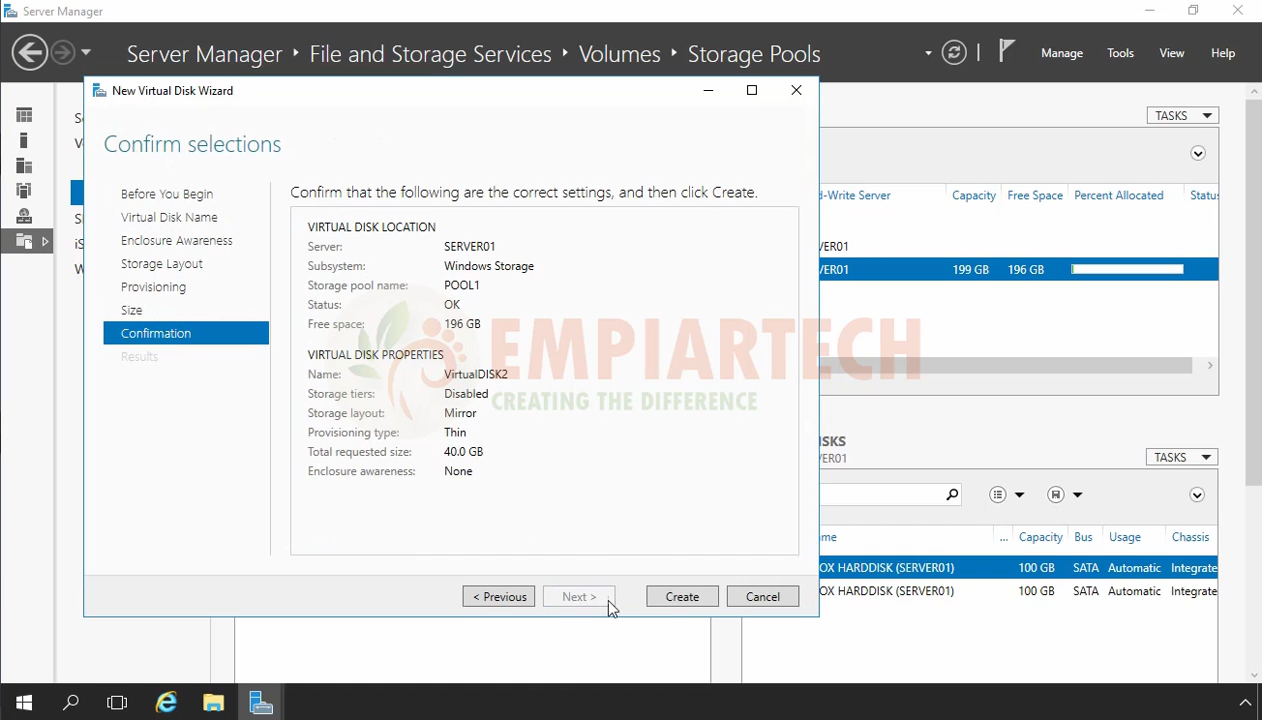 Server Manager
Server Manager ‣ File and Storage Services ‣ Volumes ‣ Storage Pools
Manage Tools View Help
New Virtual Disk Wizard
Confirm selections
Before You Begin
Virtual Disk Name
Enclosure Awareness
Storage Layout
Provisioning
Size
Confirmation
Results
Confirm that the following are the correct settings, and then click Create.
VIRTUAL DISK LOCATION
Server: SERVER01
Subsystem: Windows Storage
Storage pool name: POOL1
Status: OK
Free space: 196 GB
VIRTUAL DISK PROPERTIES
Name: VirtualDISK2
Storage tiers: Disabled
Storage layout: Mirror
Provisioning type: Thin
Total requested size: 40.0 GB
Enclosure awareness: None
< Previous Next > Create Cancel
EMPIARTECH
CREATING THE DIFFERENCE
TASKS
d-Write Server Capacity Free Space Percent Allocated Status
ER01
ER01 199 GB 196 GB
SKS
ER01
TASKS
ame ... Capacity Bus Usage Chassis
OX HARDDISK (SERVER01) 100 GB SATA Automatic Integrate
OX HARDDISK (SERVER01) 100 GB SATA Automatic Integrate